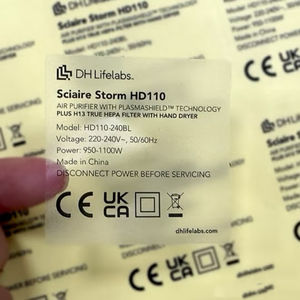 DH Lifelabs.
Sciaire Storm HD110
AIR PURIFIER WITH PLASMASHIELD™ TECHNOLOGY
PLUS H13 TRUE HEPA FILTER WITH HAND DRYER
Model: HD110-240BL
Voltage: 220-240V~, 50/60Hz
Power: 950-1100W
Made in China
DISCONNECT POWER BEFORE SERVICING
CE UK CA
dhlifelabs.com